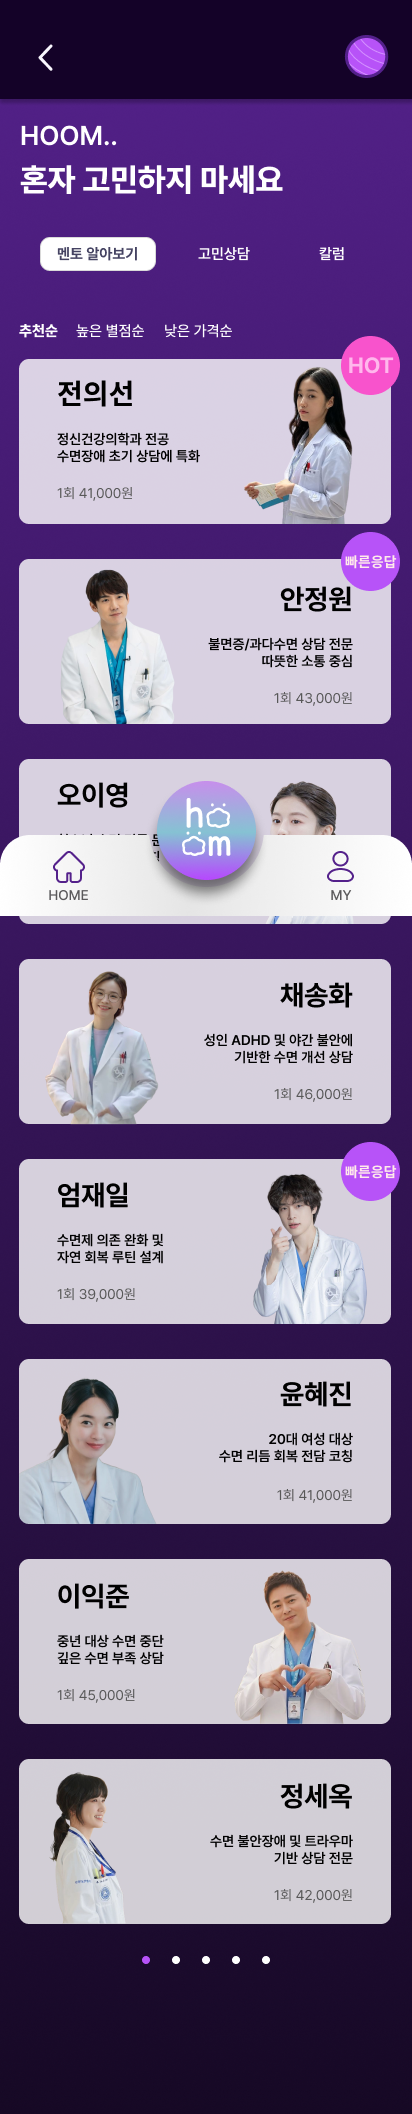 HOOM..
혼자 고민하지 마세요
멘토 알아보기 고민상담 칼럼
추천순 높은 별점순 낮은 가격순
HOT
전의선
정신건강의학과 전공
수면장애 초기 상담에 특화
1회 41,000원
빠른응답
안정원
불면증/과다수면 상담 전문
따뜻한 소통 중심
1회 43,000원
오이영
hööm
HOME MY
채송화
성인 ADHD 및 야간 불안에
기반한 수면 개선 상담
1회 46,000원
빠른응답
엄재일
수면제 의존 완화 및
자연 회복 루틴 설계
1회 39,000원
윤혜진
20대 여성 대상
수면 리듬 회복 전담 코칭
1회 41,000원
이익준
중년 대상 수면 중단
깊은 수면 부족 상담
1회 45,000원
정세옥
수면 불안장애 및 트라우마
기반 상담 전문
1회 42,000원